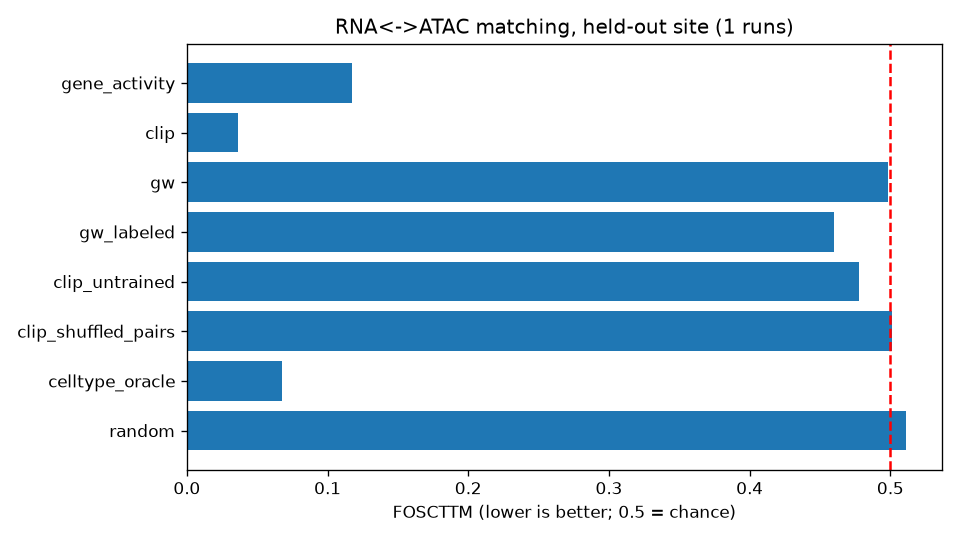 RNA<->ATAC matching, held-out site (1 runs)
gene_activity
clip
gw
gw_labeled
clip_untrained
clip_shuffled_pairs
celltype_oracle
random
0.0 0.1 0.2 0.3 0.4 0.5
FOSCTTM (lower is better; 0.5 = chance)